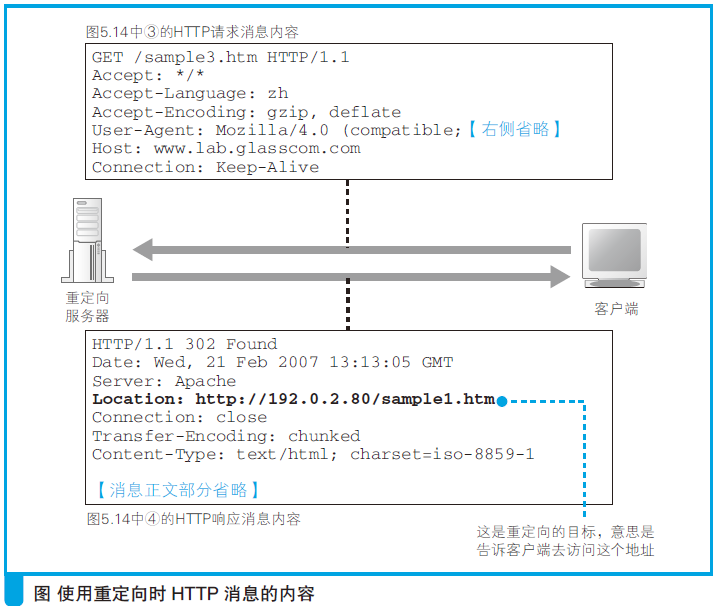 图5.14中③的HTTP请求消息内容
GET /sample3.htm HTTP/1.1
Accept: */*
Accept-Language: zh
Accept-Encoding: gzip, deflate
User-Agent: Mozilla/4.0 (compatible;【右侧省略】
Host: www.lab.glasscom.com
Connection: Keep-Alive
重定向
服务器
客户端
HTTP/1.1 302 Found
Date: Wed, 21 Feb 2007 13:13:05 GMT
Server: Apache
Location: http://192.0.2.80/sample1.htm
Connection: close
Transfer-Encoding: chunked
Content-Type: text/html; charset=iso-8859-1
【消息正文部分省略】
图5.14中④的HTTP响应消息内容
这是重定向的目标，意思是
告诉客户端去访问这个地址
图 使用重定向时 HTTP 消息的内容